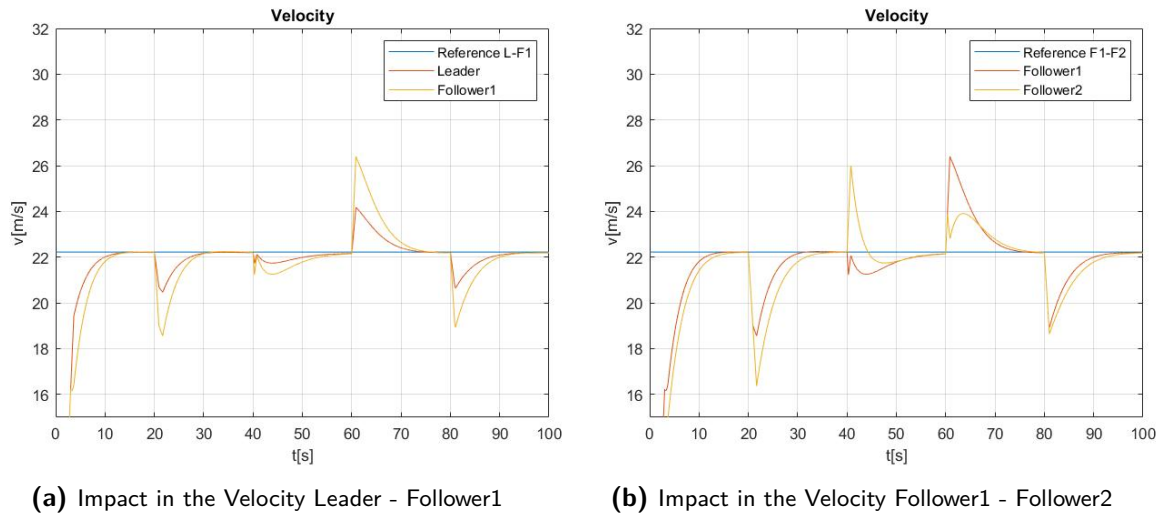 Velocity
32
30
28
26
24
22
20
18
16
v[m/s]
Reference L-F1
Leader
Follower1
0 10 20 30 40 50 60 70 80 90 100
t[s]
(a) Impact in the Velocity Leader - Follower1
Velocity
32
30
28
26
24
22
20
18
16
v[m/s]
Reference F1-F2
Follower1
Follower2
0 10 20 30 40 50 60 70 80 90 100
t[s]
(b) Impact in the Velocity Follower1 - Follower2